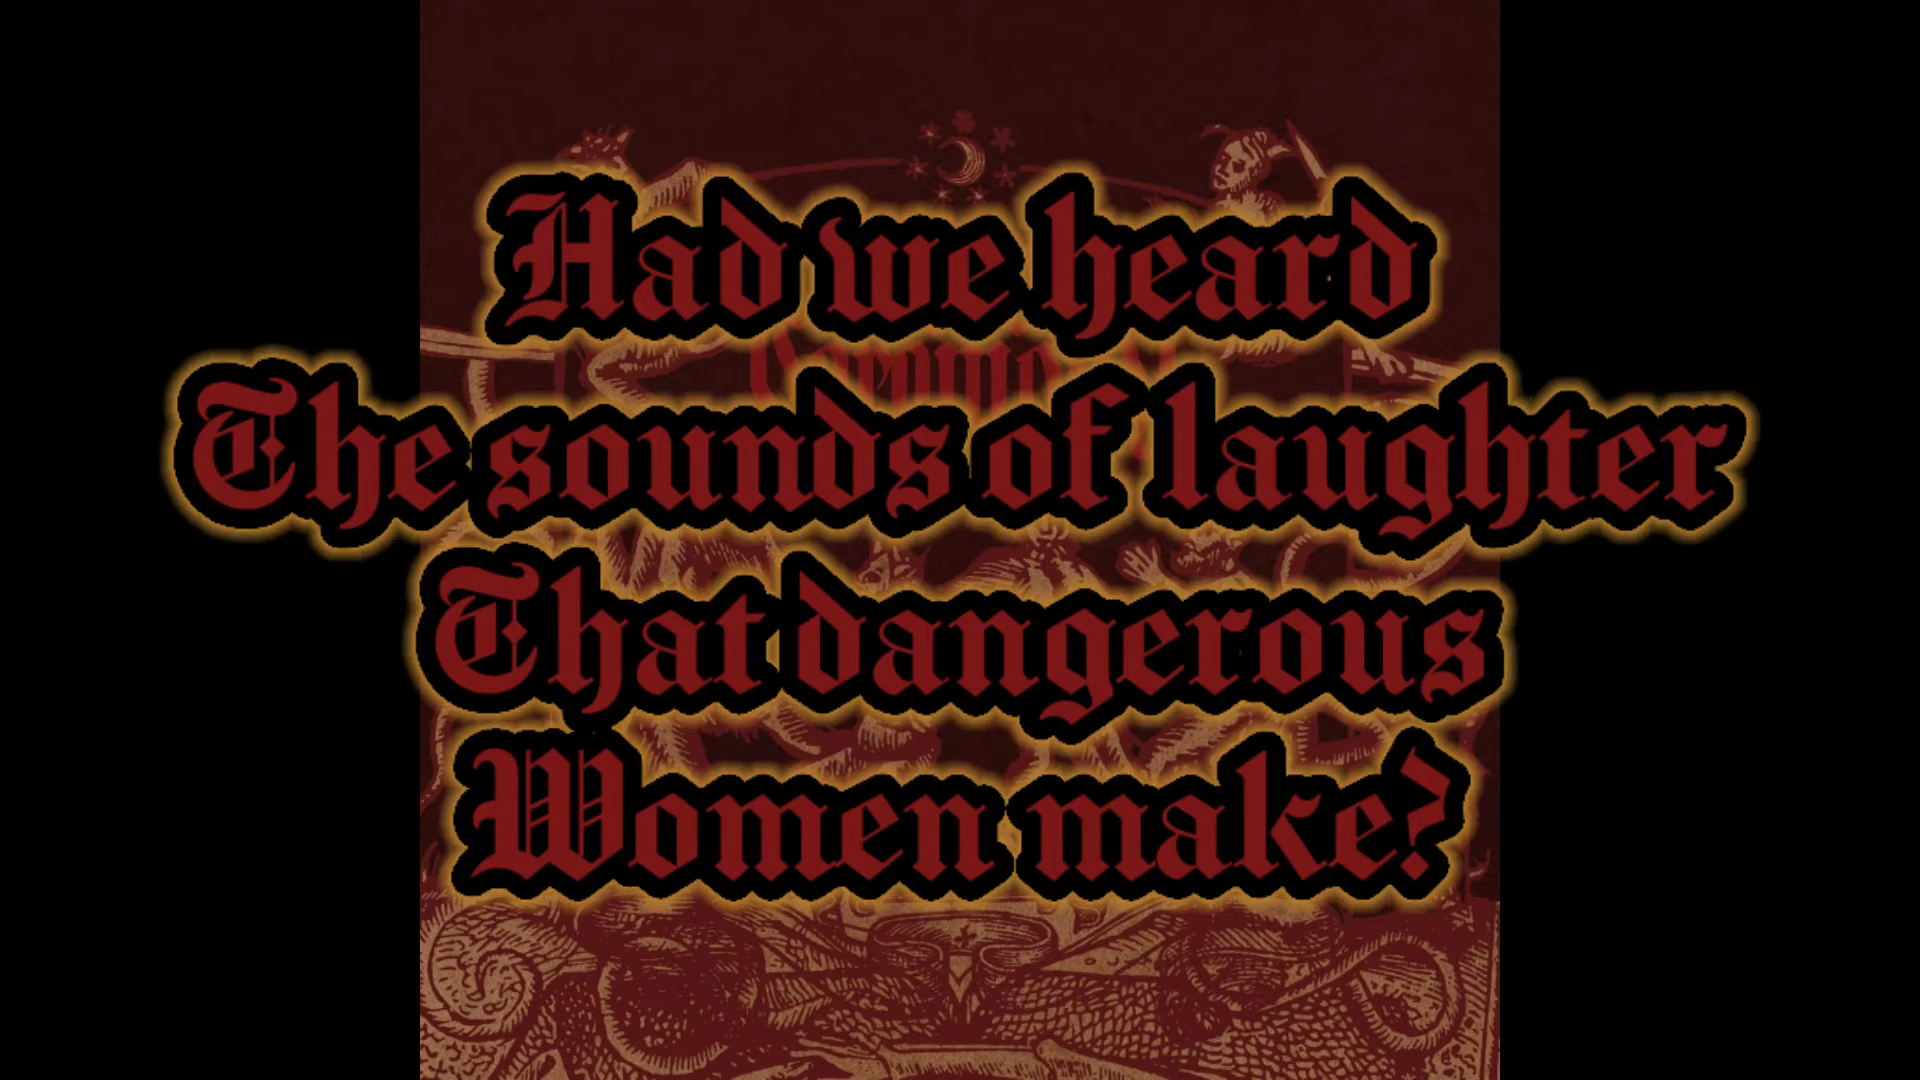 Had we heard
The sounds of laughter
That dangerous
Women make?